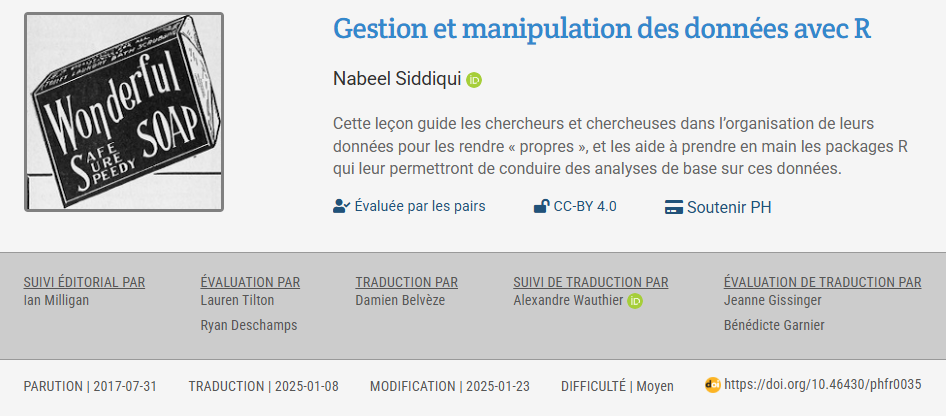 Wonderful
SAFE
SURE
SPEEDY
SOAP
Gestion et manipulation des données avec R
Nabeel Siddiqui iD
Cette leçon guide les chercheurs et chercheuses dans l'organisation de leurs
données pour les rendre « propres », et les aide à prendre en main les packages R
qui leur permettront de conduire des analyses de base sur ces données.
Évaluée par les pairs
CC-BY 4.0
Soutenir PH
SUIVI ÉDITORIAL PAR
Ian Milligan
ÉVALUATION PAR
Lauren Tilton
Ryan Deschamps
TRADUCTION PAR
Damien Belvèze
SUIVI DE TRADUCTION PAR
Alexandre Wauthier iD
ÉVALUATION DE TRADUCTION PAR
Jeanne Gissinger
Bénédicte Garnier
PARUTION | 2017-07-31
TRADUCTION | 2025-01-08
MODIFICATION | 2025-01-23
DIFFICULTÉ | Moyen
doi https://doi.org/10.46430/phfr0035